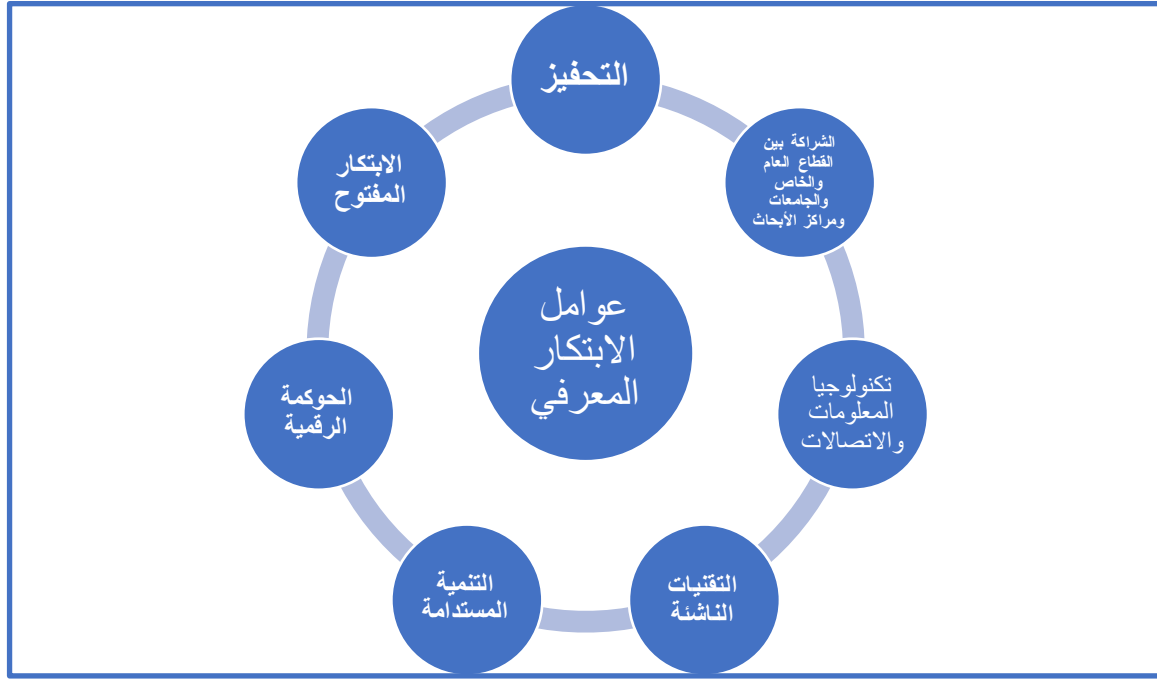 التحفيز
الشراكة بين
القطاع العام
والخاص
والجامعات
ومراكز الأبحاث
تكنولوجيا
المعلومات
والاتصالات
التقنيات
الناشئة
التنمية
المستدامة
الحوكمة
الرقمية
الابتكار
المفتوح
عوامل
الابتكار
المعرفي